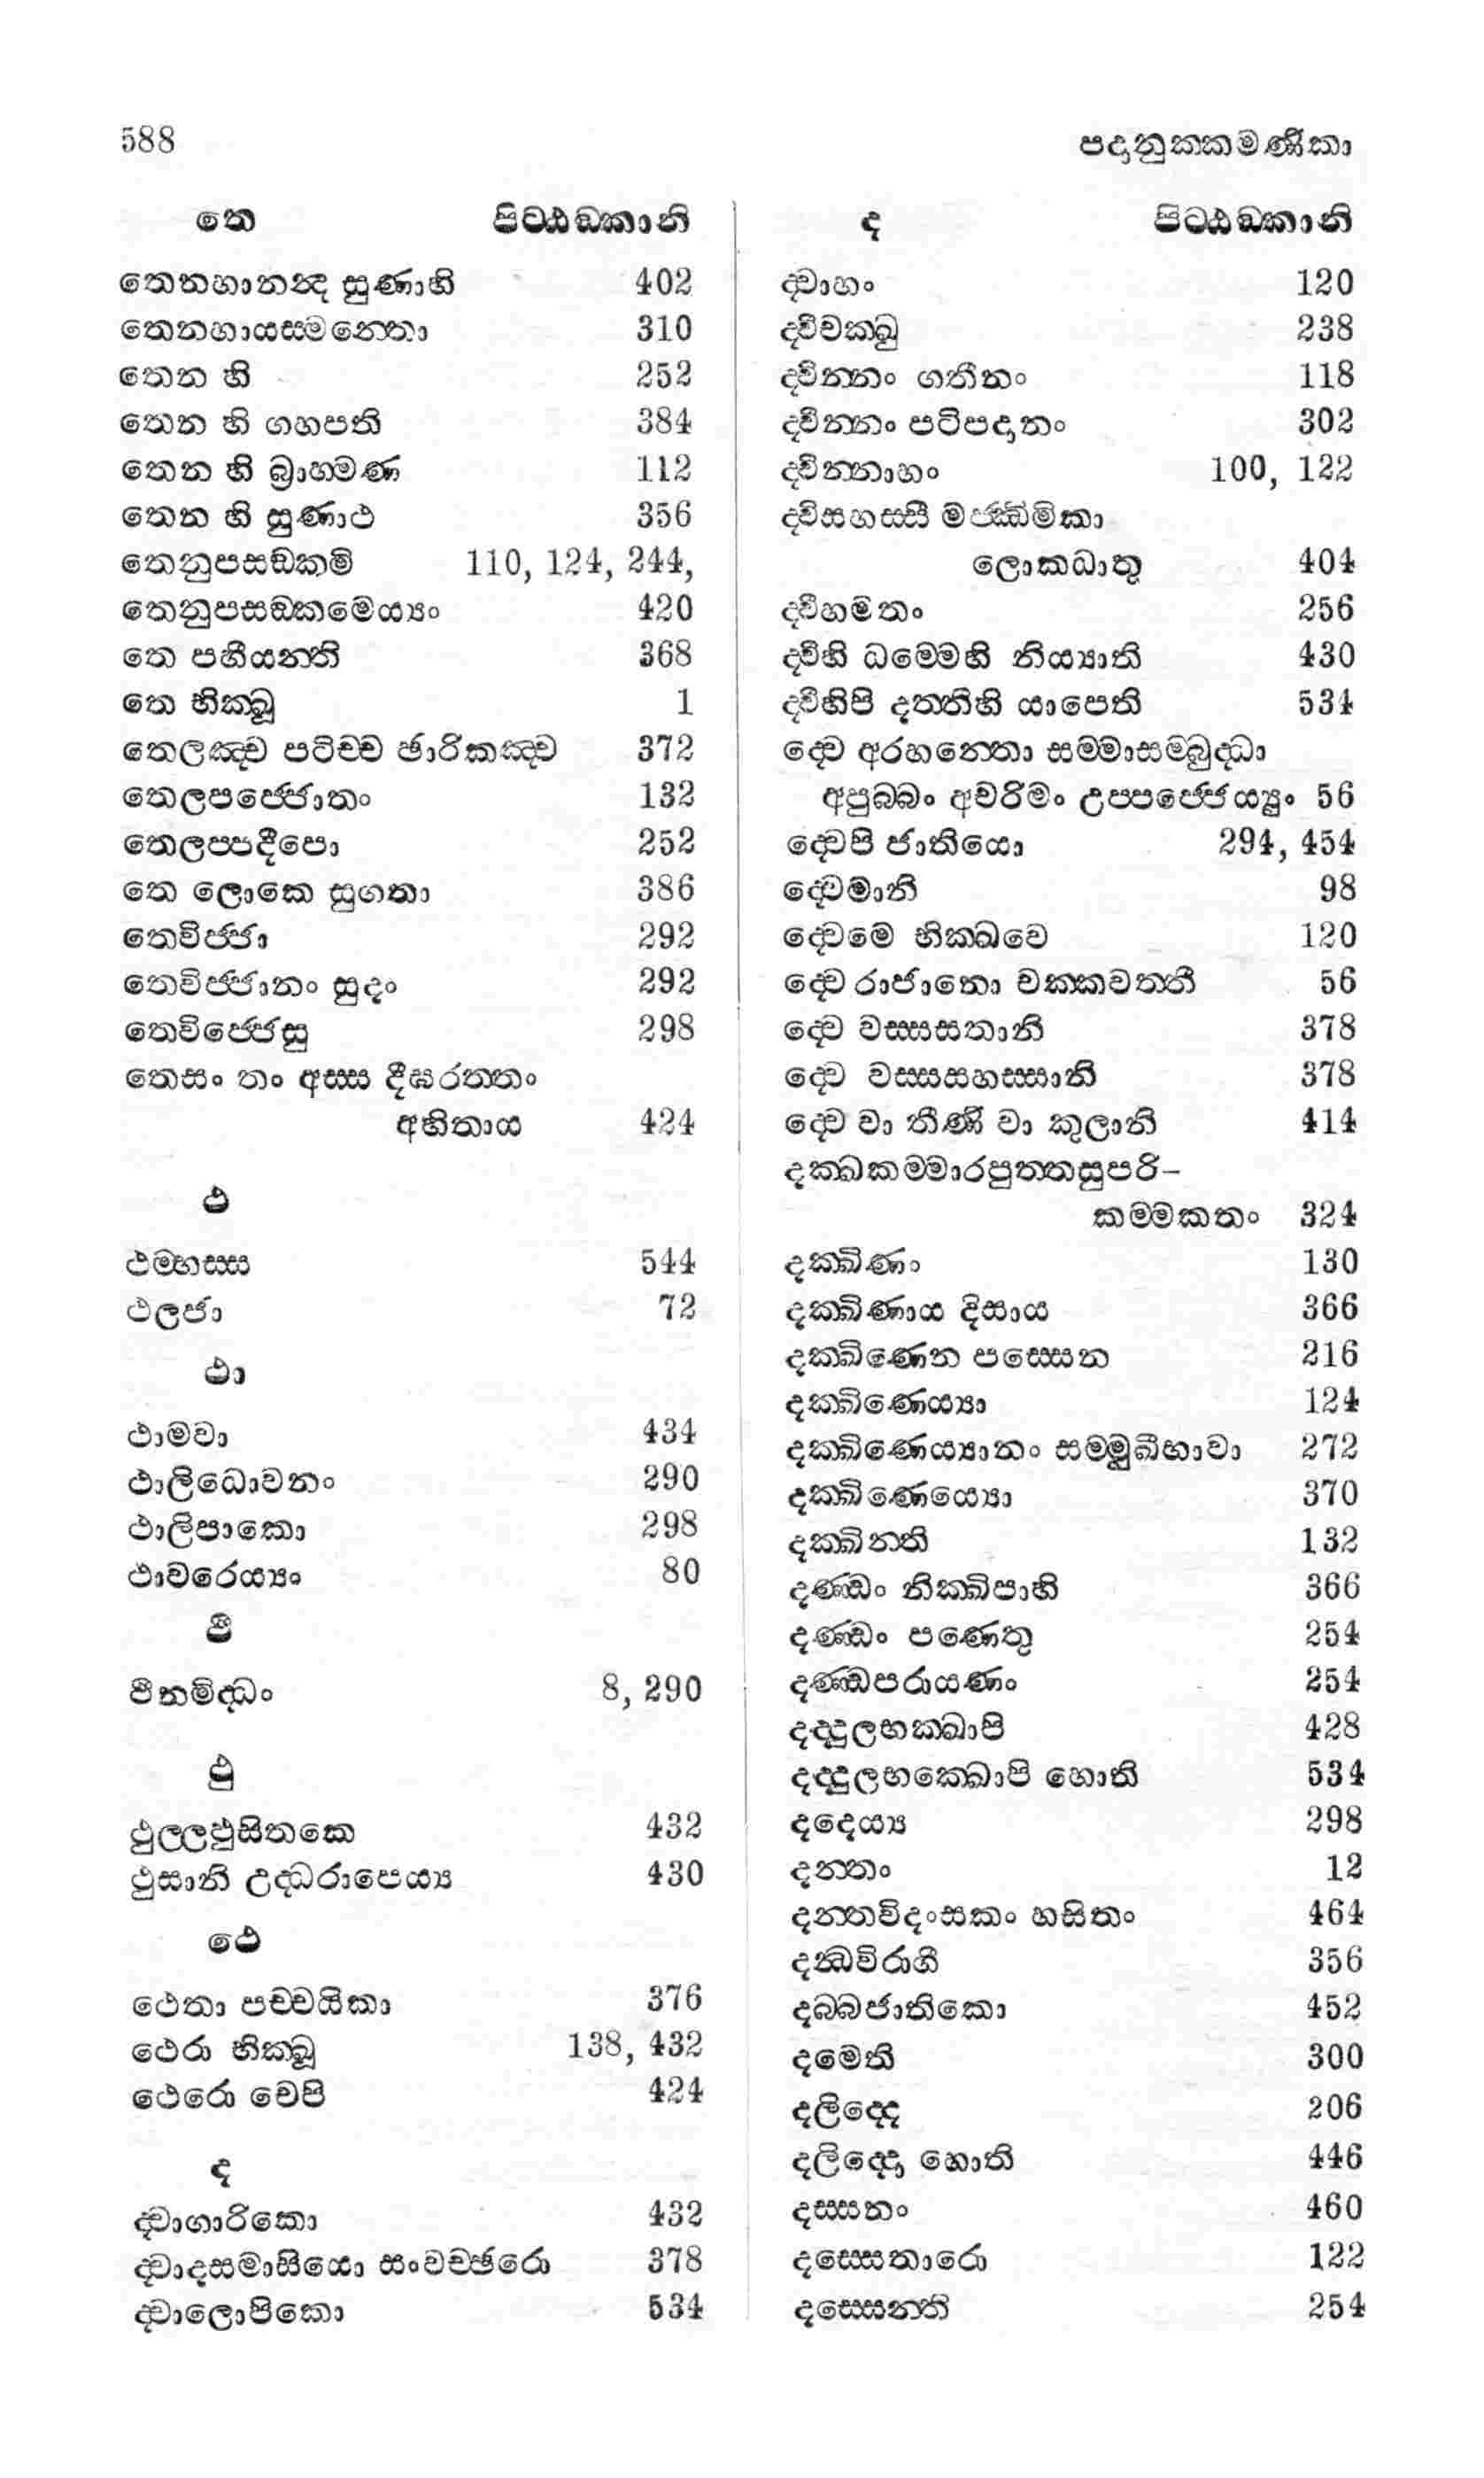 588 පදානුක්කමණිකා
තෙ පිට්ඨඞ්කානි
තෙනහානන්ද සුණාහි 402
තෙනහායස්මන්තො 310
තෙන හි 252
තෙන හි ගහපති 384
තෙන හි බ්‍රාහ්මණ 112
තෙන හි සුණාථ 356
තෙනුපසඞ්කමි 110, 124, 244,
තෙනුපසඞ්කමෙය්‍යං 420
තෙ පහීයන්ති 368
තෙ භික්ඛූ 1
තෙලඤ්ච පටිච්ච ඡාරිකඤ්ච 372
තෙලපජ්ජොතං 132
තෙලප්පදීපො 252
තෙ ලොකෙ සුගතා 386
තෙවිජ්ජා 292
තෙවිජ්ජානං සුදං 292
තෙවිජ්ජෙසු 298
තෙසං තං අස්ස දීඝරත්තං
අහිතාය 424
ථ
ථම්භස්ස 544
ථලජා 72
ථා
ථාමවා 434
ථාලිධොවනං 290
ථාලිපාකො 298
ථාවරෙය්‍යං 80
ථී
ථීනමිද්ධං 8, 290
ථු
ථුල්ලථුසිතකෙ 432
ථුසානි උද්ධරාපෙය්‍ය 430
ථෙ
ථෙතා පච්චයිකා 376
ථෙරා භික්ඛූ 138, 432
ථෙරො චෙපි 424
ද
ද්වාගාරිකො 432
ද්වාදසමාසියො සංවච්ඡරො 378
ද්වාලොපිකො 534
ද පිට්ඨඞ්කානි
ද්වාහං 120
ද්විචක්ඛු 238
ද්වින්නං ගතීනං 118
ද්වින්නං පටිපදානං 302
ද්වින්නාහං 100, 122
ද්විසහස්සී මජ්ඣිමිකා
ලොකධාතු 404
ද්වීහමතං 256
ද්වීහි ධම්මෙහි නිය්‍යාති 430
ද්වීහිපි දත්තීහි යාපෙති 534
ද්වෙ අරහන්තො සම්මාසම්බුද්ධා
අපුබ්බං අචරිමං උප්පජ්ජෙය්‍යුං 56
ද්වෙපි ජාතියො 294, 454
ද්වෙමානි 98
ද්වෙමෙ භික්ඛවෙ 120
ද්වෙ රාජානො චක්කවත්තී 56
ද්වෙ වස්සසතානි 378
ද්වෙ වස්සසහස්සානි 378
ද්වෙ වා තීණි වා කුලානි 414
දක්ඛකම්මාරපුත්තසුපරි-
කම්මකතං 324
දක්ඛිණං 130
දක්ඛිණාය දිසාය 366
දක්ඛිණෙන පස්සෙන 216
දක්ඛිණෙය්‍යා 124
දක්ඛිණෙය්‍යානං සම්මුඛීභාවා 272
දක්ඛිණෙය්‍යො 370
දක්ඛින්ති 132
දණ්ඩං නික්ඛිපාහි 366
දණ්ඩං පණෙතු 254
දණ්ඩපරායණං 254
දද්දුලභක්ඛාපි 428
දද්දුලභක්ඛොපි හොති 534
දදෙය්‍ය 298
දන්තං 12
දන්තවිදංසකං හසිතං 464
දන්ධවිරාගී 356
දබ්බජාතිකො 452
දමෙති 300
දලිද්දෙ 206
දලිද්දො හොති 446
දස්සනං 460
දස්සෙතාරො 122
දස්සෙන්ති 254